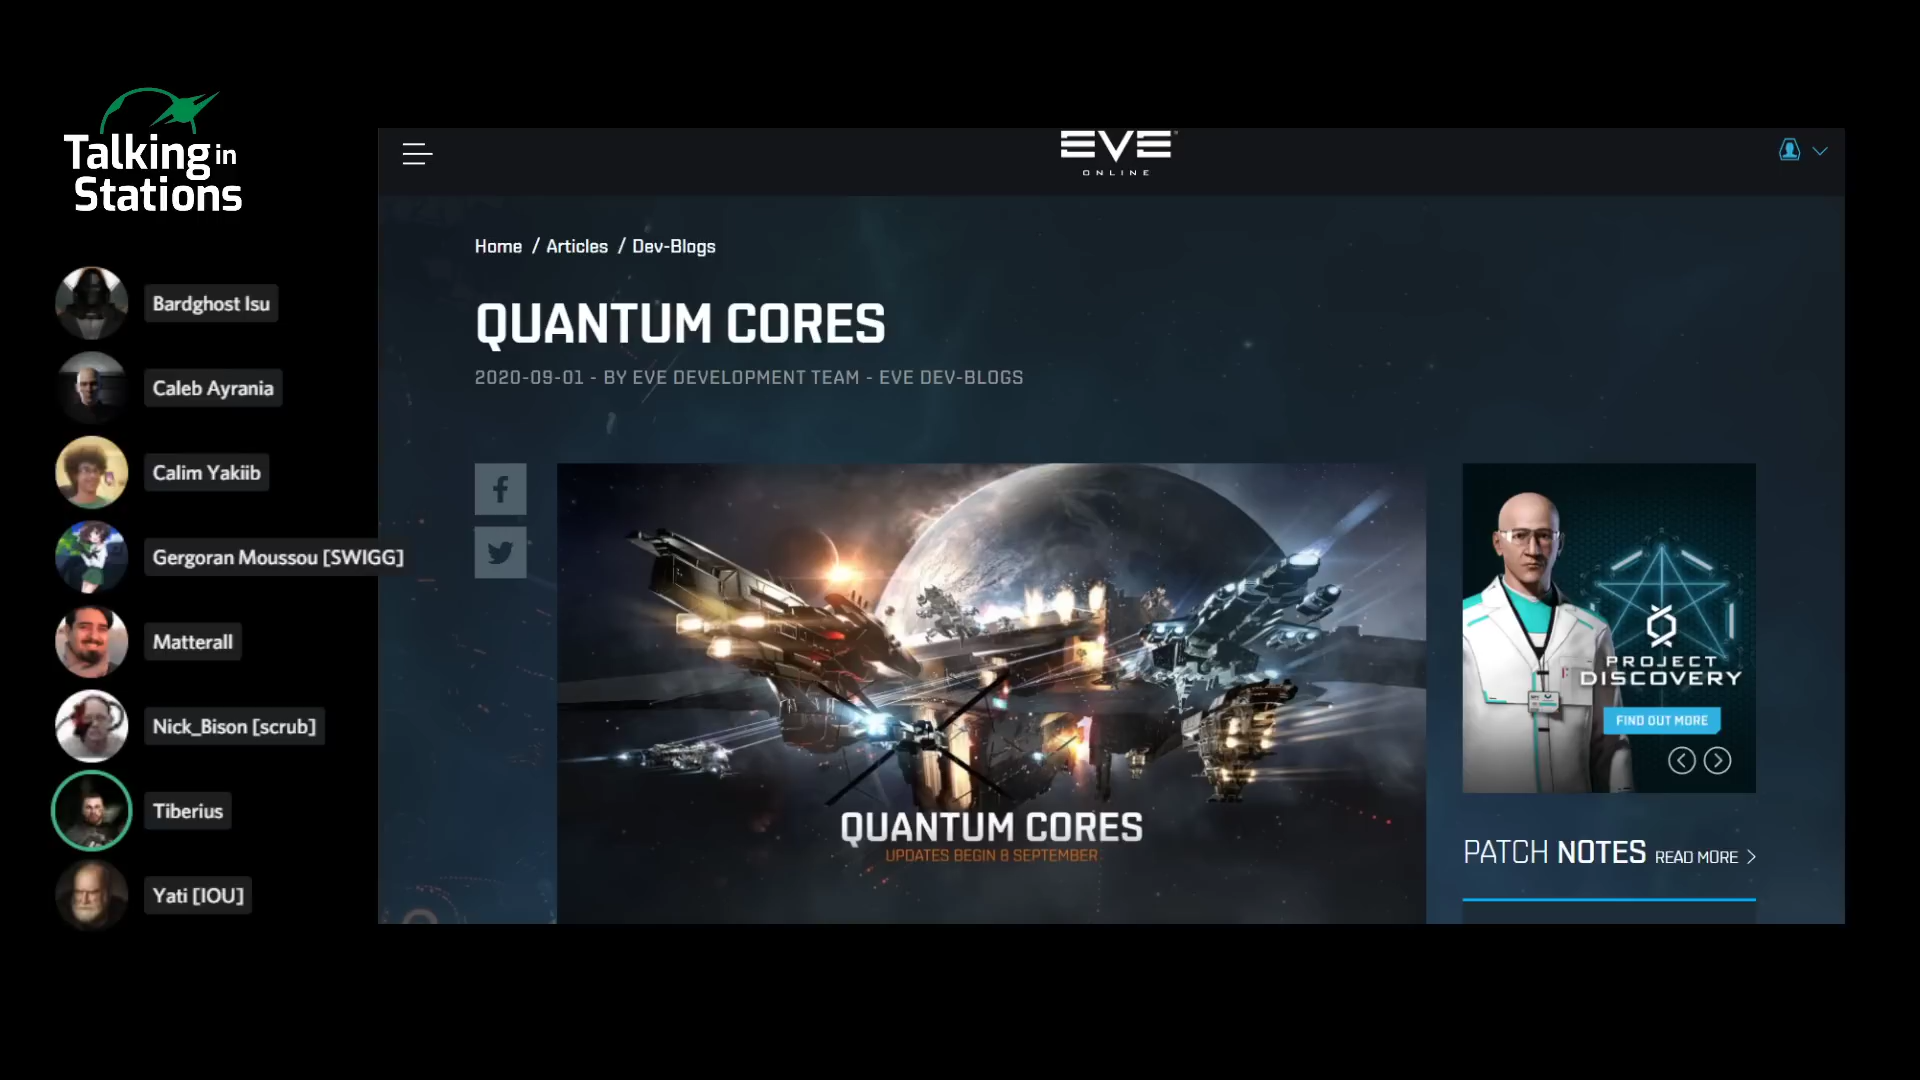 Talking in
Stations
Bardghost Isu
Caleb Ayrania
Calim Yakiib
Gergoran Moussou [SWIGG]
Matterall
Nick_Bison [scrub]
Tiberius
Yati [IOU]
EVE
ONLINE
Home / Articles / Dev-Blogs
QUANTUM CORES
2020-09-01 - BY EVE DEVELOPMENT TEAM - EVE DEV-BLOGS
QUANTUM CORES
UPDATES BEGIN 8 SEPTEMBER
PROJECT
DISCOVERY
FIND OUT MORE
PATCH NOTES READ MORE